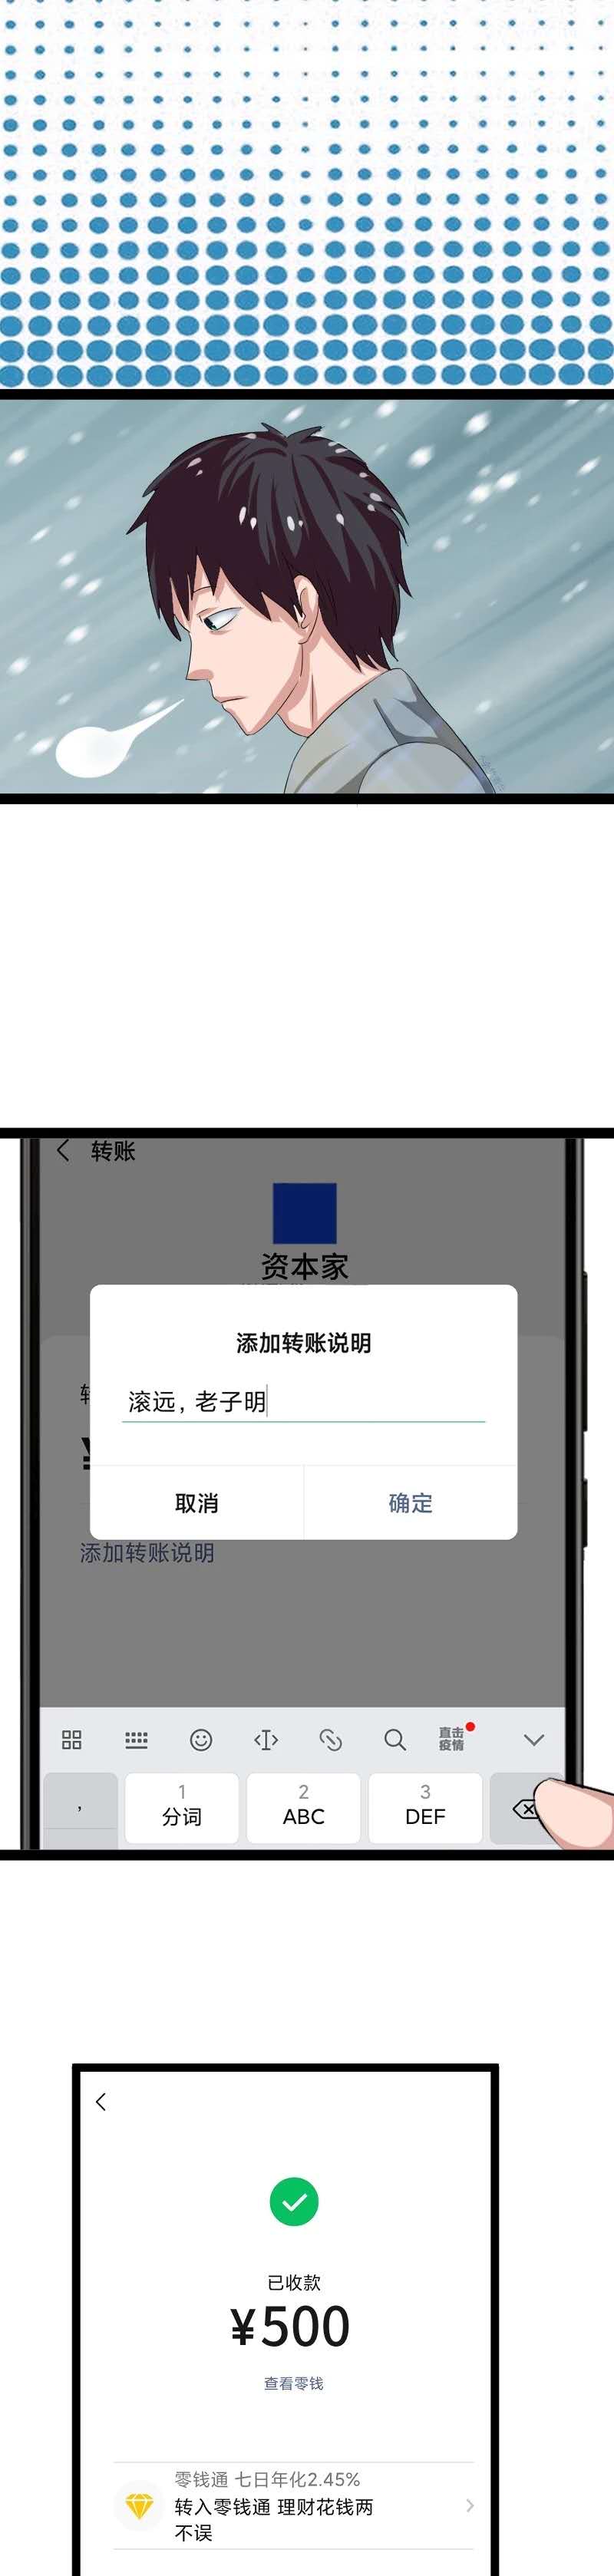 转账
资本家
添加转账说明
滚远，老子明
取消
确定
添加转账说明
直击
疫情
,
1
分词
2
ABC
3
DEF
已收款
¥500
查看零钱
零钱通 七日年化2.45%
转入零钱通 理财花钱两
不误